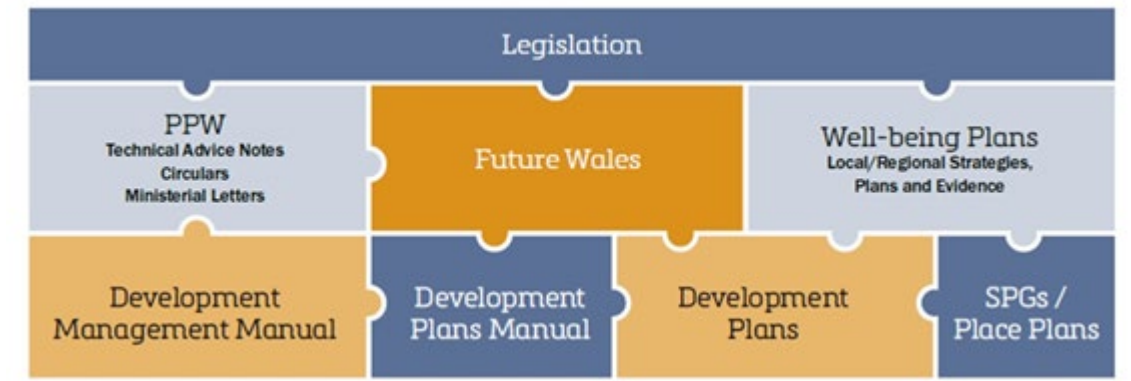 Legislation
PPW
Technical Advice Notes
Circulars
Ministerial Letters
Future Wales
Well-being Plans
Local/Regional Strategies,
Plans and Evidence
Development
Management Manual
Development
Plans Manual
Development
Plans
SPGs /
Place Plans